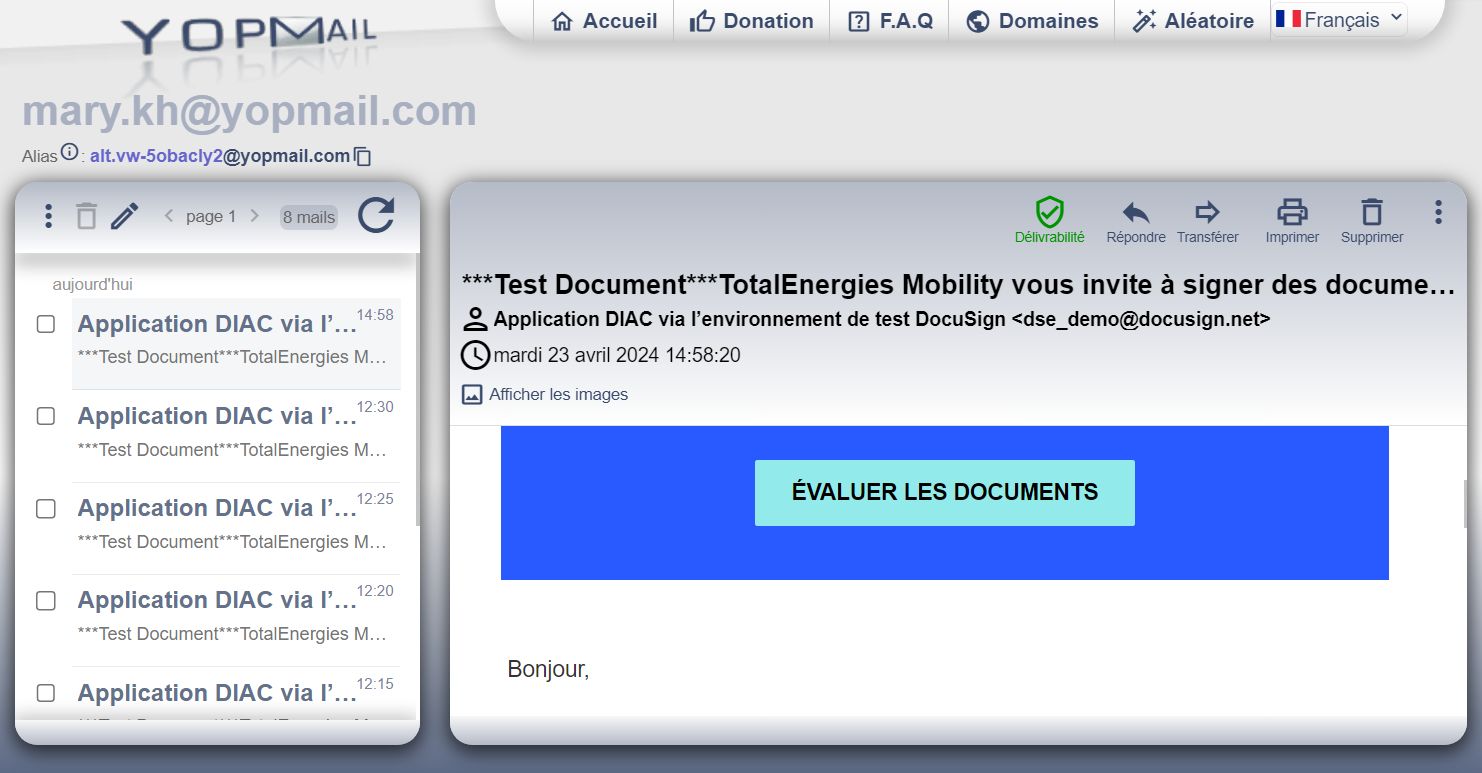 YOPMAIL
Accueil
Donation
F.A.Q
Domaines
Aléatoire
Français
mary.kh@yopmail.com
Alias : alt.vw-5obacly2@yopmail.com
page 1
8 mails
aujourd'hui
Application DIAC via l’… 14:58
***Test Document***TotalEnergies M…
Application DIAC via l’… 12:30
***Test Document***TotalEnergies M…
Application DIAC via l’… 12:25
***Test Document***TotalEnergies M…
Application DIAC via l’… 12:20
***Test Document***TotalEnergies M…
Application DIAC via l’… 12:15
Délivrabilité
Répondre
Transférer
Imprimer
Supprimer
***Test Document***TotalEnergies Mobility vous invite à signer des docume…
Application DIAC via l’environnement de test DocuSign <dse_demo@docusign.net>
mardi 23 avril 2024 14:58:20
Afficher les images
ÉVALUER LES DOCUMENTS
Bonjour,